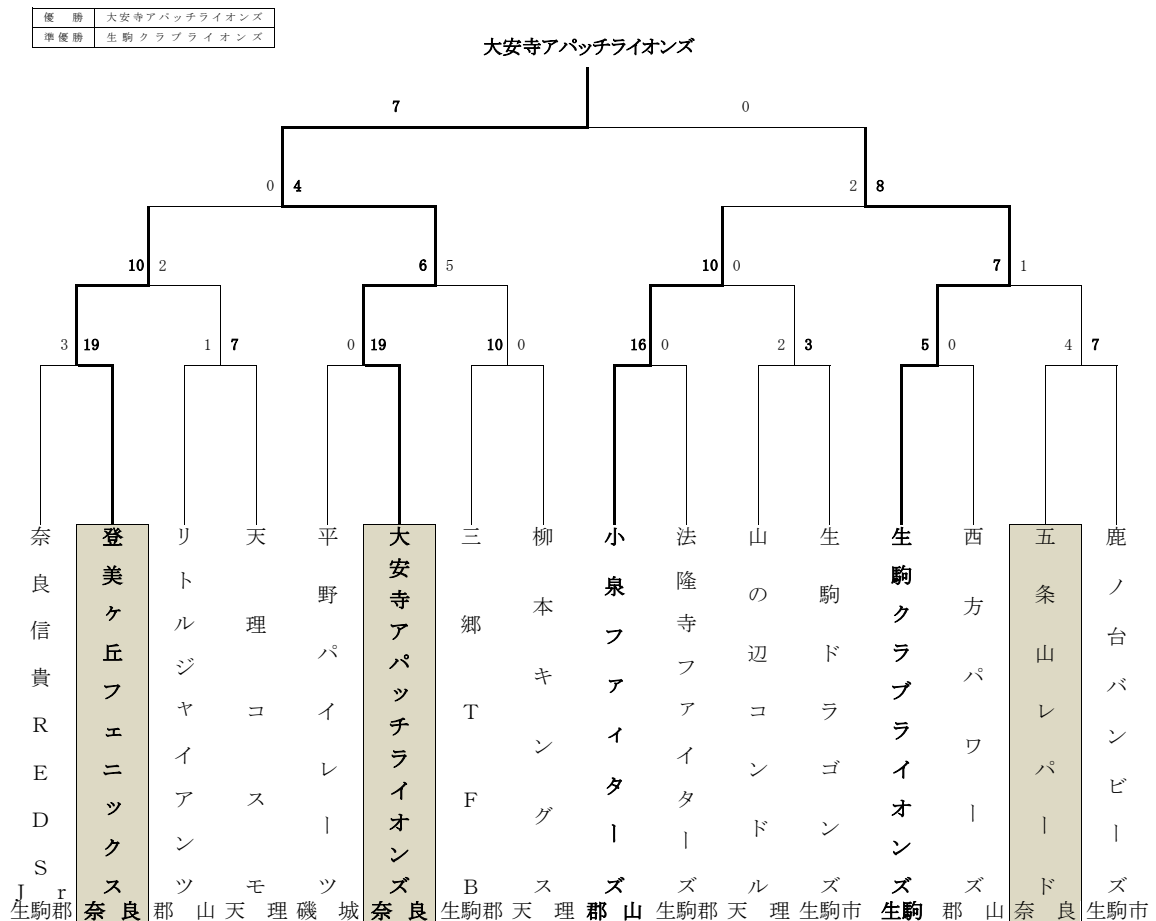 優勝 大安寺アパッチライオンズ
準優勝 生駒クラブライオンズ
大安寺アパッチライオンズ
7 0
0 4 2 8
10 2 6 5 10 0 7 1
3 19 1 7 0 19 10 0 16 0 2 3 5 0 4 7
奈良信貴REDSJr
登美ヶ丘フェニックス
リトルジャイアンツ
天理コスモ
平野パイレーツ
大安寺アパッチライオンズ
三郷TFB
柳本キングス
小泉ファイターズ
法隆寺ファイターズ
山の辺コンドル
生駒ドラゴンズ
生駒クラブライオンズ
西方パワーズ
五条山レパード
鹿ノ台バンビーズ
生駒郡 奈良 郡山 天理 磯城 奈良 生駒郡 天理 郡山 生駒郡 天理 生駒市 生駒 郡山 奈良 生駒市